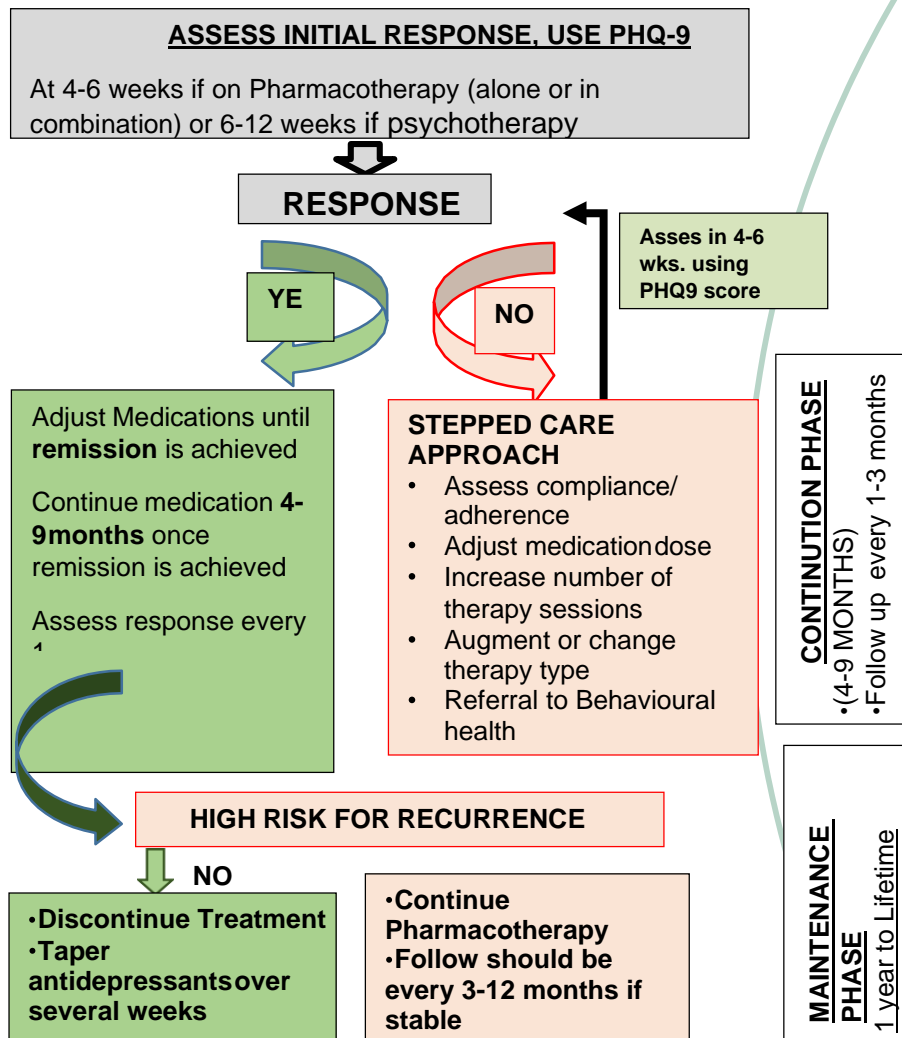 ASSESS INITIAL RESPONSE, USE PHQ-9
At 4-6 weeks if on Pharmacotherapy (alone or in
combination) or 6-12 weeks if psychotherapy
RESPONSE
Asses in 4-6
wks. using
PHQ9 score
YE
NO
Adjust Medications until
remission is achieved
Continue medication 4-
9months once
remission is achieved
Assess response every
STEPPED CARE
APPROACH
• Assess compliance/
adherence
• Adjust medicationdose
• Increase number of
therapy sessions
• Augment or change
therapy type
• Referral to Behavioural
health
CONTINUTION PHASE
•(4-9 MONTHS)
•Follow up every 1-3 months
HIGH RISK FOR RECURRENCE
NO
•Discontinue Treatment
•Taper
antidepressantsover
several weeks
•Continue
Pharmacotherapy
•Follow should be
every 3-12 months if
stable
MAINTENANCE
PHASE
1 year to Lifetime